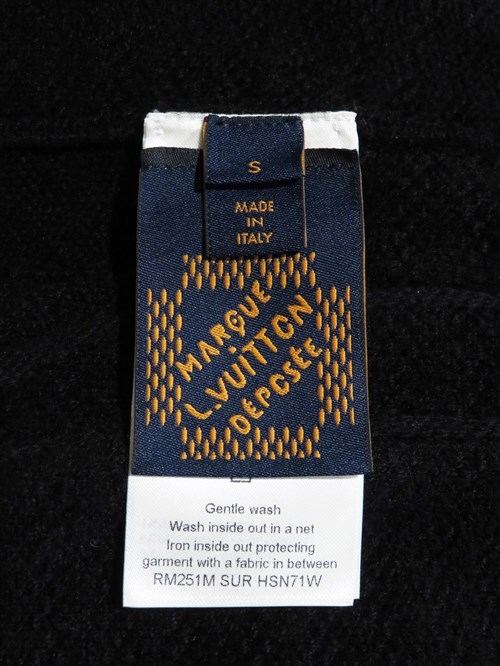 S
MADE
IN
ITALY
MARQUE
L.VUITTON
DÉPOSÉE
Gentle wash
Wash inside out in a net
Iron inside out protecting
garment with a fabric in between
RM251M SUR HSN71W